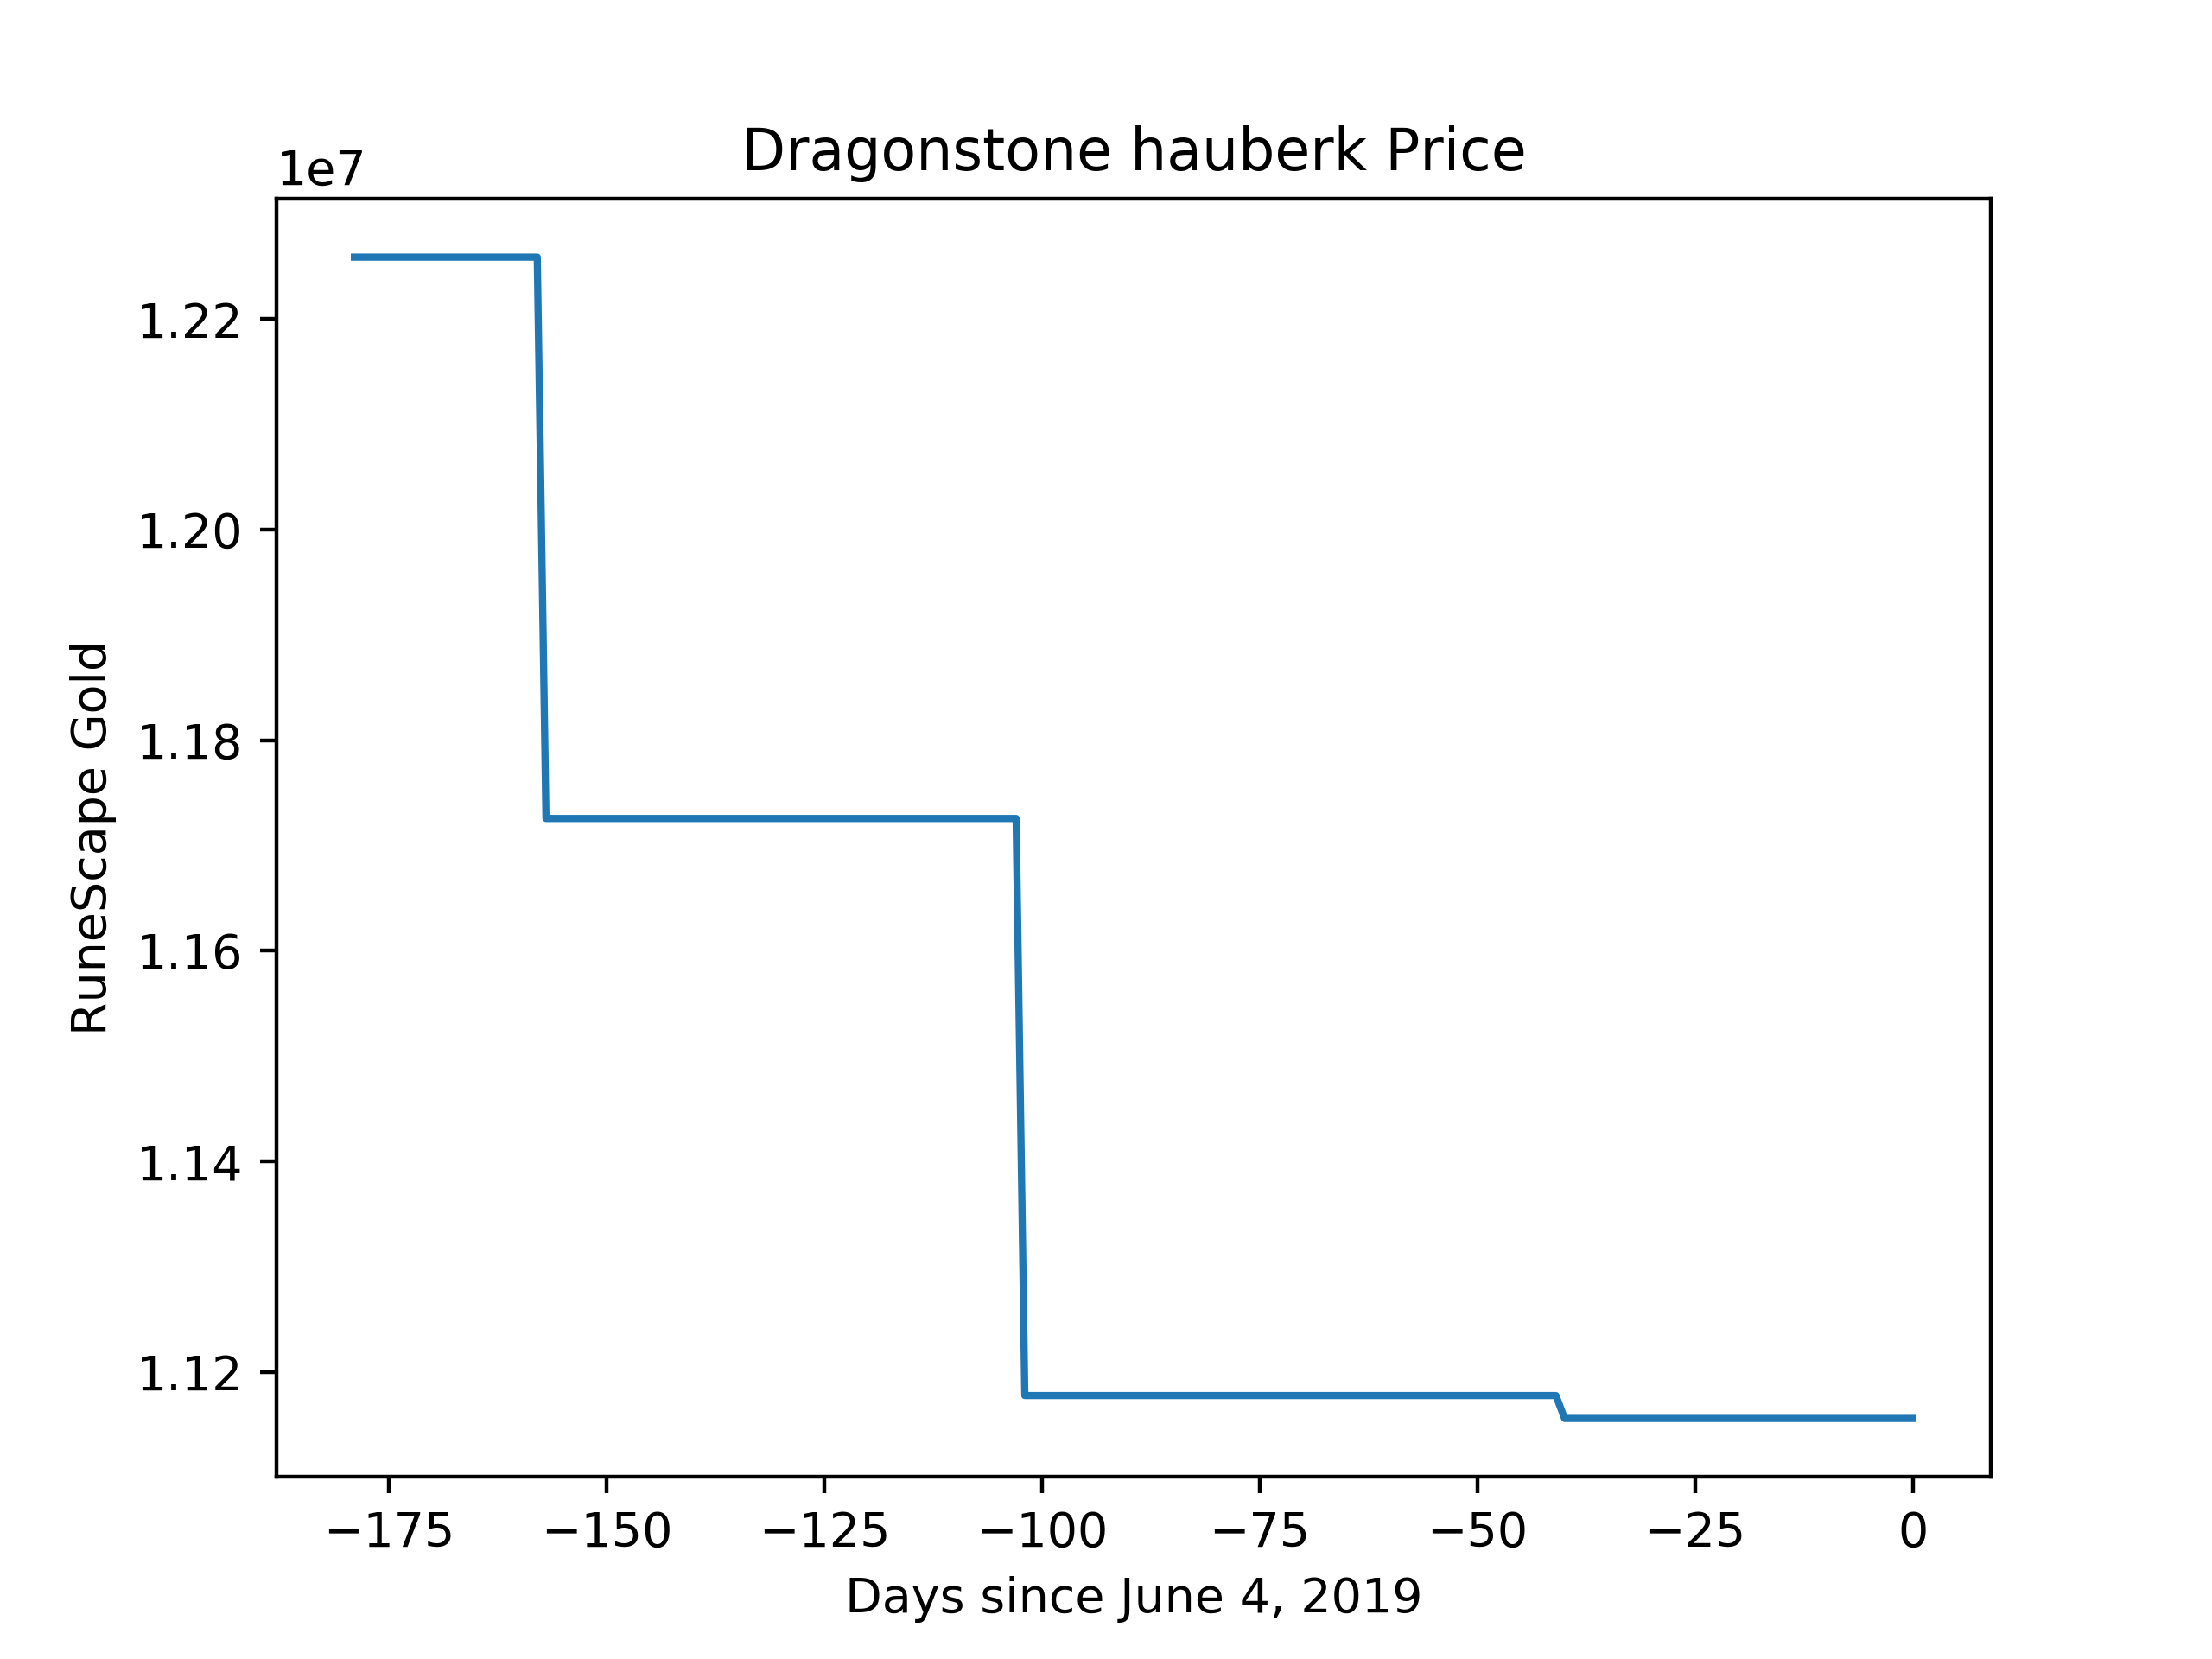 Dragonstone hauberk Price
1e7
1.22
1.20
1.18
1.16
1.14
1.12
RuneScape Gold
−175 −150 −125 −100 −75 −50 −25 0
Days since June 4, 2019